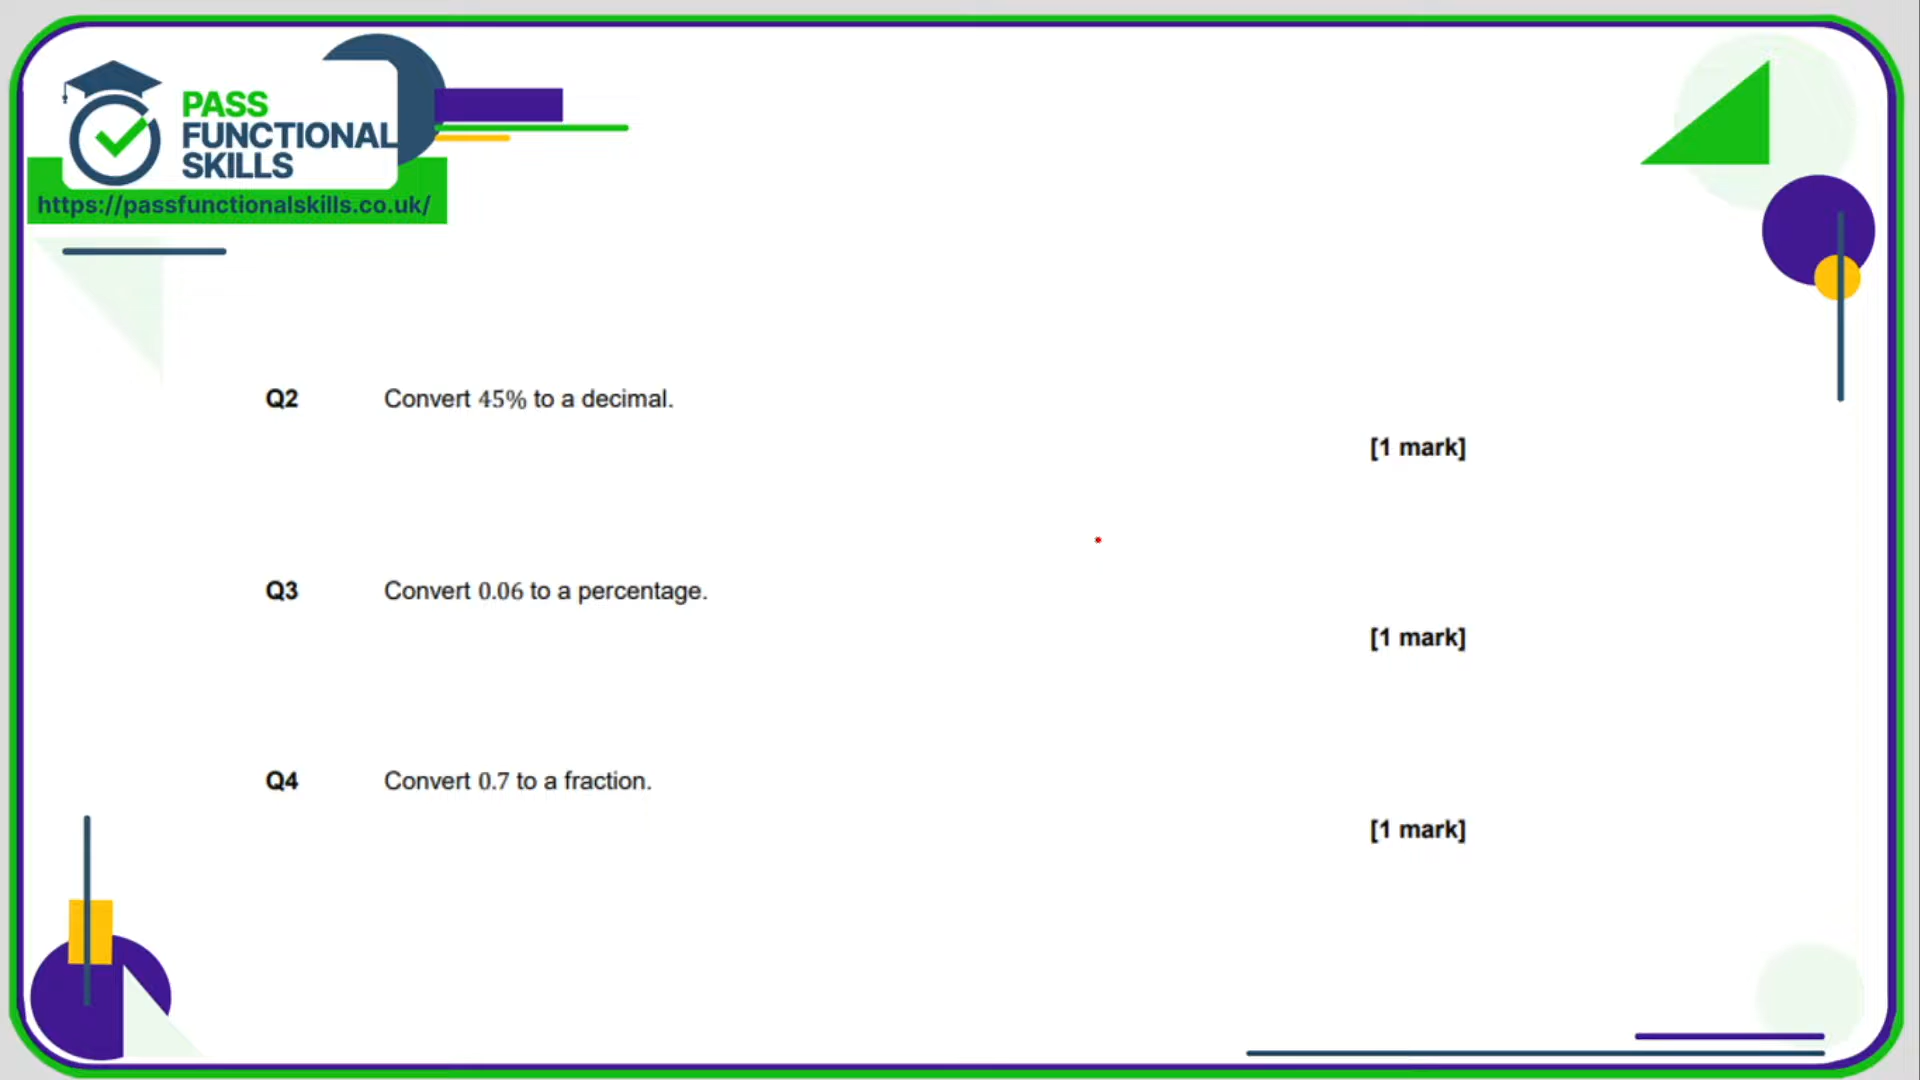 PASS
FUNCTIONAL
SKILLS
https://passfunctionalskills.co.uk/
Q2 Convert 45% to a decimal.
[1 mark]
Q3 Convert 0.06 to a percentage.
[1 mark]
Q4 Convert 0.7 to a fraction.
[1 mark]